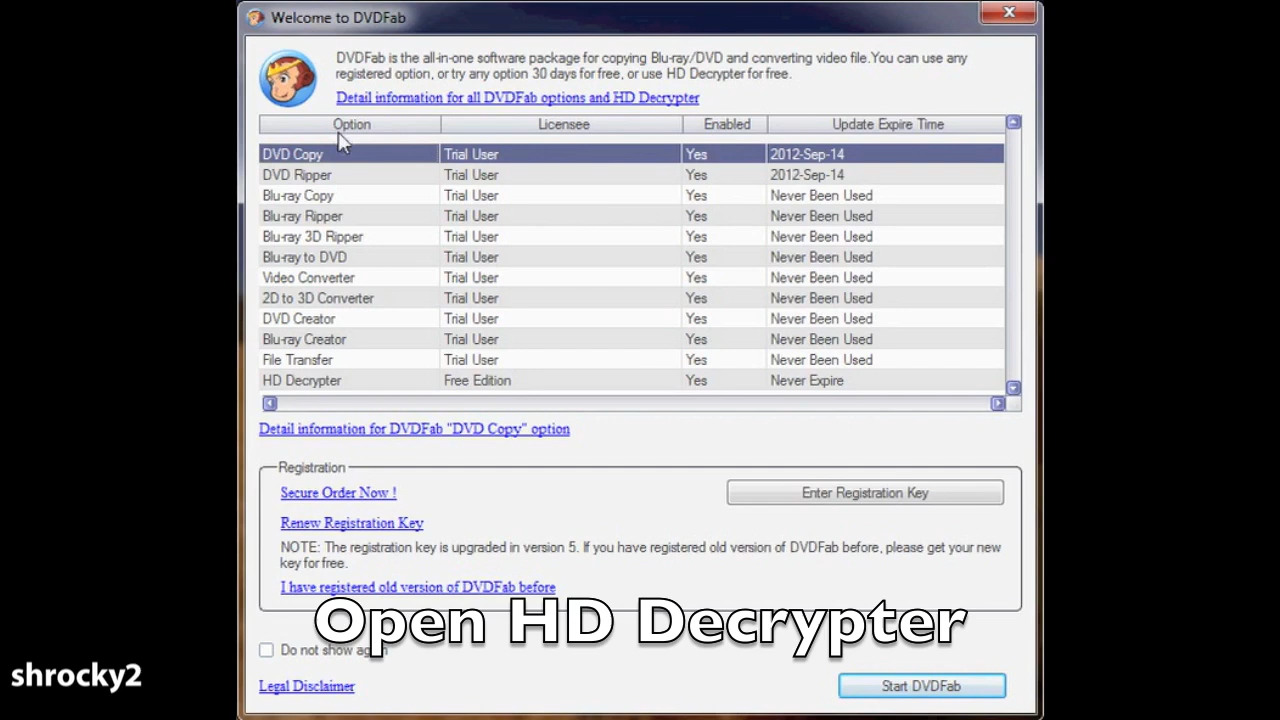 Welcome to DVDFab
DVDFab is the all-in-one software package for copying Blu-ray/DVD and converting video file.You can use any
registered option, or try any option 30 days for free, or use HD Decrypter for free.
Detail information for all DVDFab options and HD Decrypter
Option Licensee Enabled Update Expire Time
DVD Copy Trial User Yes 2012-Sep-14
DVD Ripper Trial User Yes 2012-Sep-14
Blu-ray Copy Trial User Yes Never Been Used
Blu-ray Ripper Trial User Yes Never Been Used
Blu-ray 3D Ripper Trial User Yes Never Been Used
Blu-ray to DVD Trial User Yes Never Been Used
Video Converter Trial User Yes Never Been Used
2D to 3D Converter Trial User Yes Never Been Used
DVD Creator Trial User Yes Never Been Used
Blu-ray Creator Trial User Yes Never Been Used
File Transfer Trial User Yes Never Been Used
HD Decrypter Free Edition Yes Never Expire
Detail information for DVDFab "DVD Copy" option
Registration
Secure Order Now !
Enter Registration Key
Renew Registration Key
NOTE: The registration key is upgraded in version 5. If you have registered old version of DVDFab before, please get your new
key for free.
I have registered old version of DVDFab before
Open HD Decrypter
Do not show again
shrocky2
Legal Disclaimer
Start DVDFab